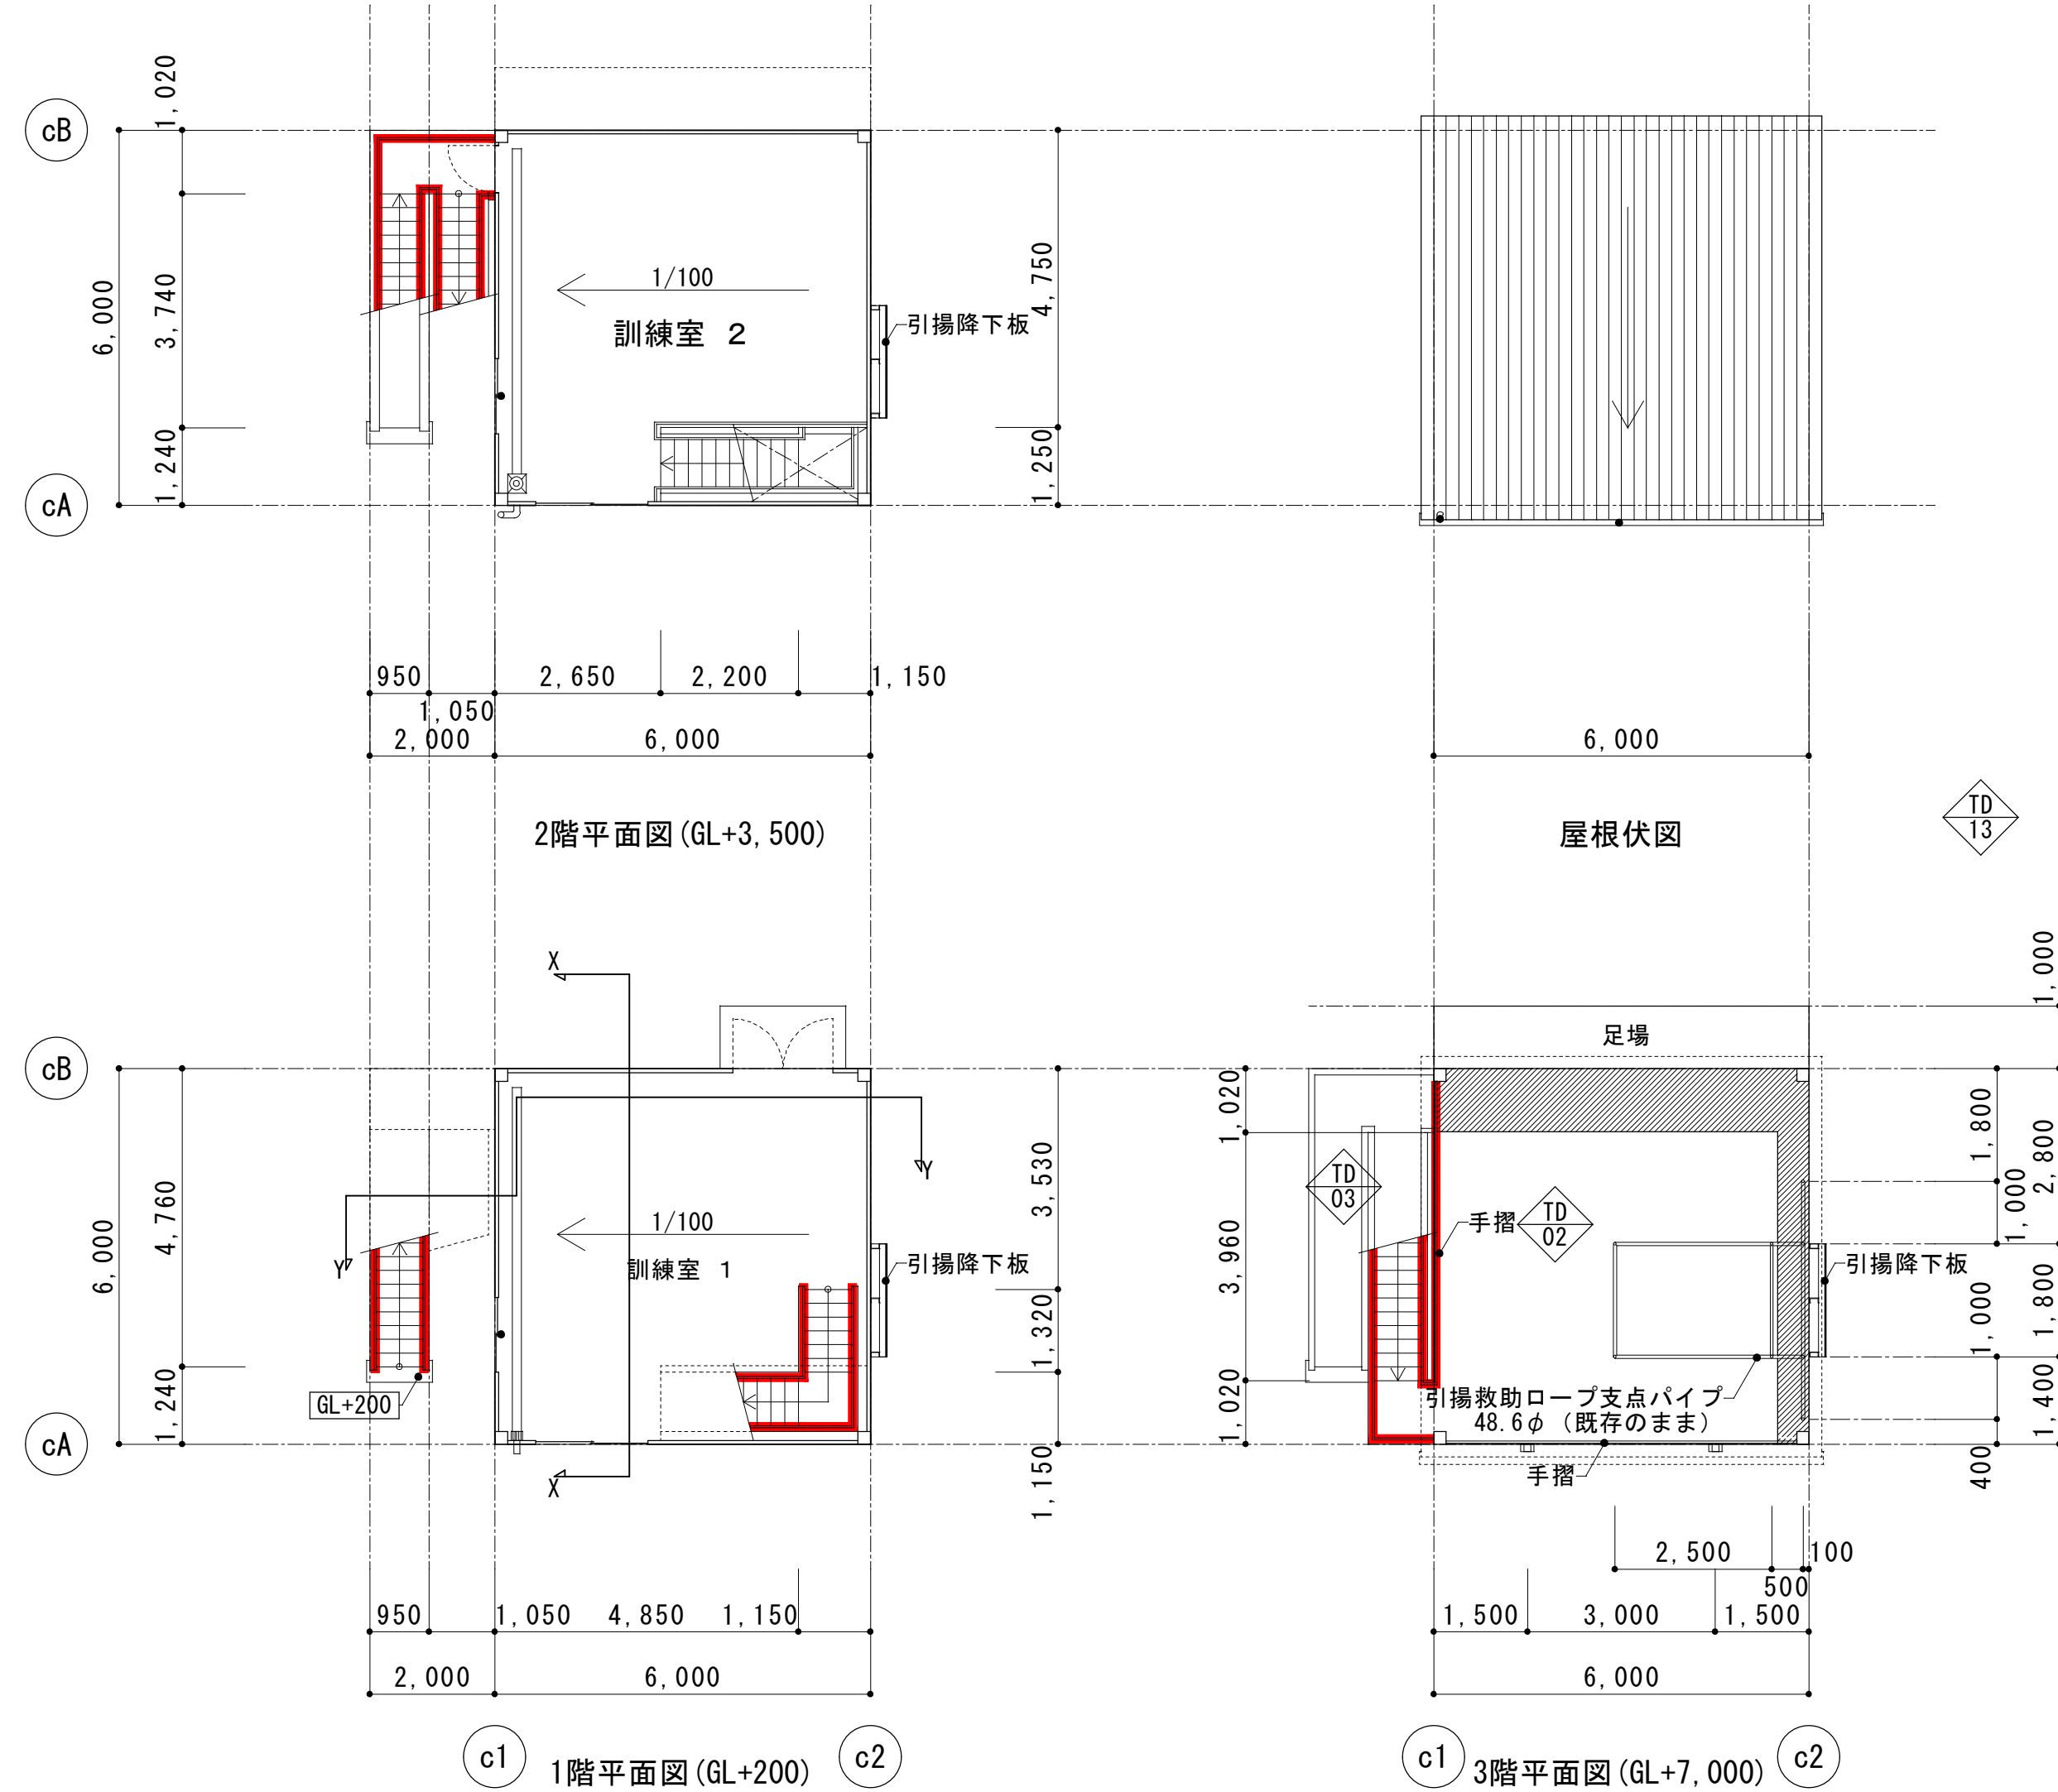 cB
cA
1,020
6,000
3,740
1,240
1/100
訓練室 2
引揚降下板
4,750
1,250
950
1,050
2,650
2,200
1,150
2,000
6,000
2階平面図(GL+3,500)
6,000
屋根伏図
TD
13
cB
cA
6,000
4,760
1,240
X
Y
Y
1/100
訓練室 1
引揚降下板
GL+200
X
3,530
1,320
1,150
950
1,050
4,850
1,150
2,000
6,000
c1
c2
1階平面図(GL+200)
足場
1,020
3,960
1,020
TD
03
手摺
TD
02
引揚降下板
引揚救助ロープ支点パイプ
48.6φ (既存のまま)
手摺
1,000
1,800
2,800
1,000
1,800
1,000
1,400
400
2,500
100
500
1,500
3,000
1,500
6,000
c1
c2
3階平面図(GL+7,000)